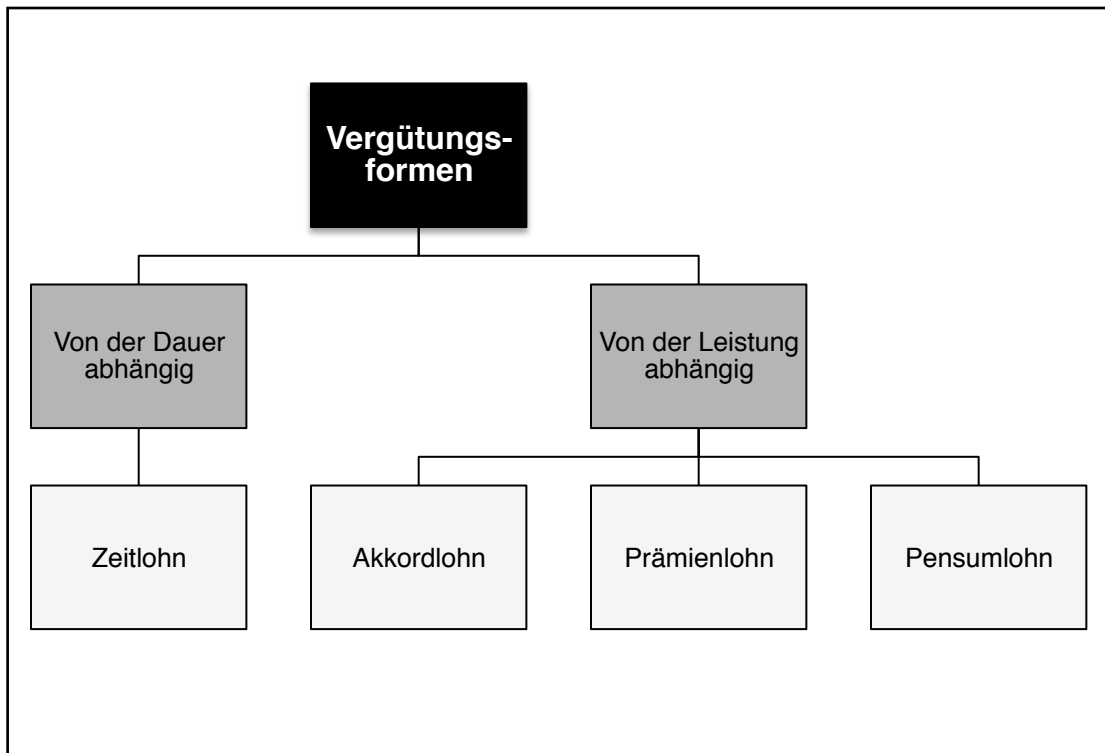 Vergütungs-
formen
Von der Dauer
abhängig
Von der Leistung
abhängig
Zeitlohn
Akkordlohn
Prämienlohn
Pensumlohn